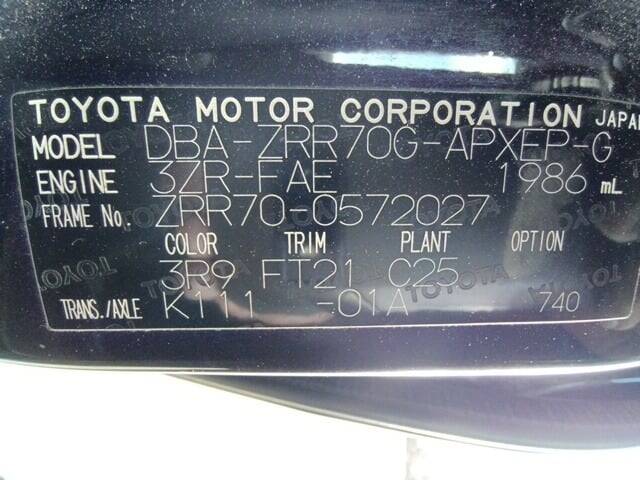 TOYOTA MOTOR CORPORATION JAPAN
MODEL DBA-ZRR70G-APXEP-G
ENGINE 3ZR-FAE 1986 mL
FRAME No. ZRR70-0572027
COLOR TRIM PLANT OPTION
3R9 FT21 C25
TRANS./AXLE K111 -01A 740